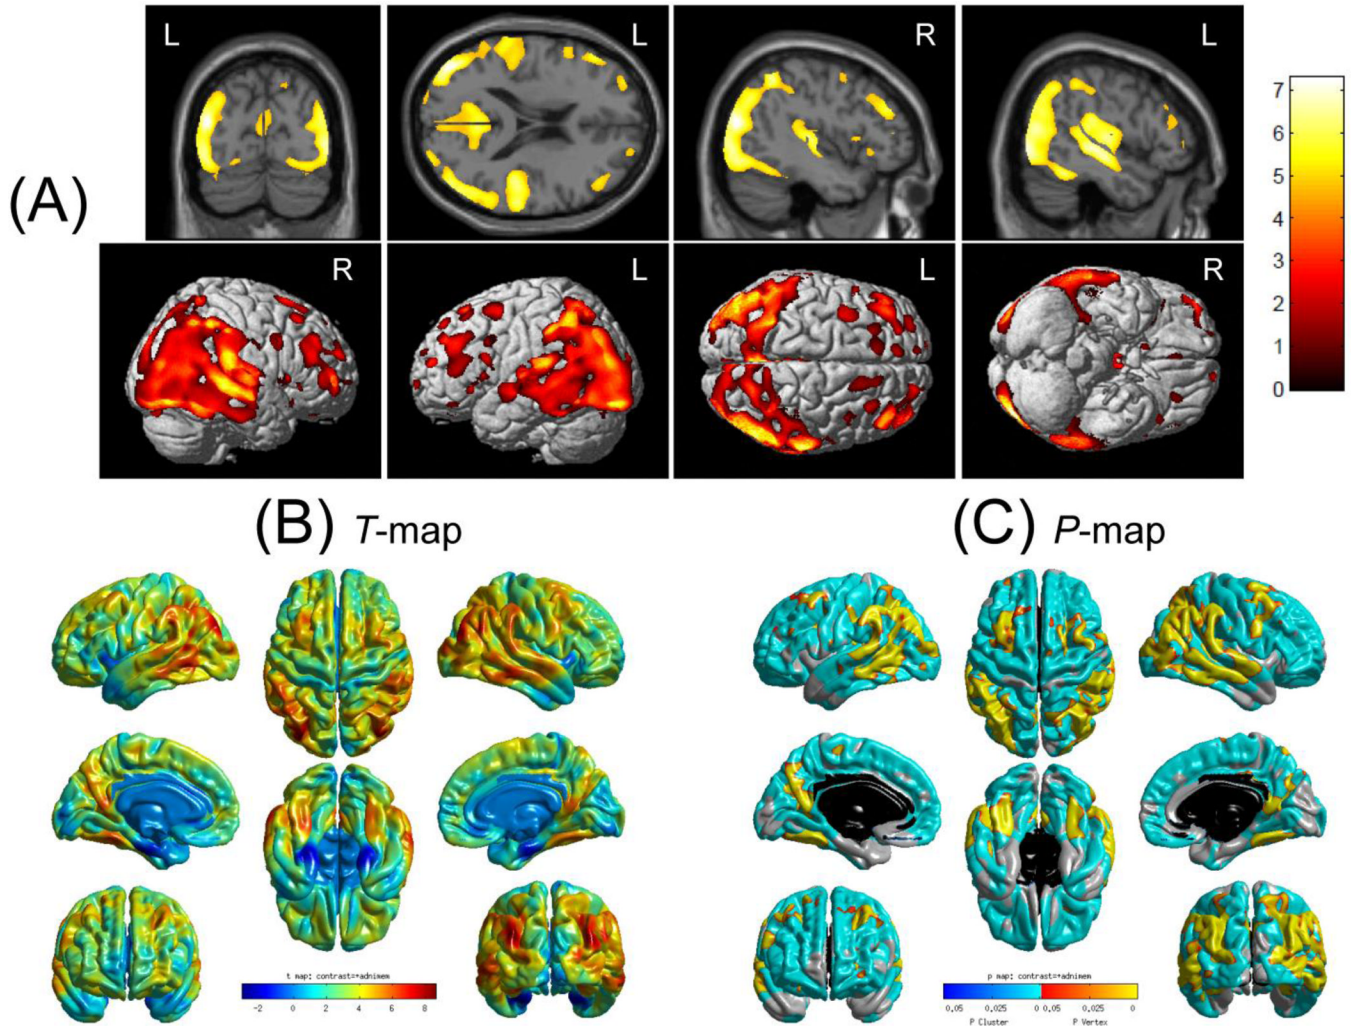 L
L
R
L
(A)
7
6
5
4
3
2
1
0
R
L
L
R
(B) T-map
(C) P-map
t map: contrast=+adnimem
-2 0 2 4 6 8
p map: contrast=+adnimem
0.05 0.025 0 0.05 0.025 0
P Cluster P Vertex